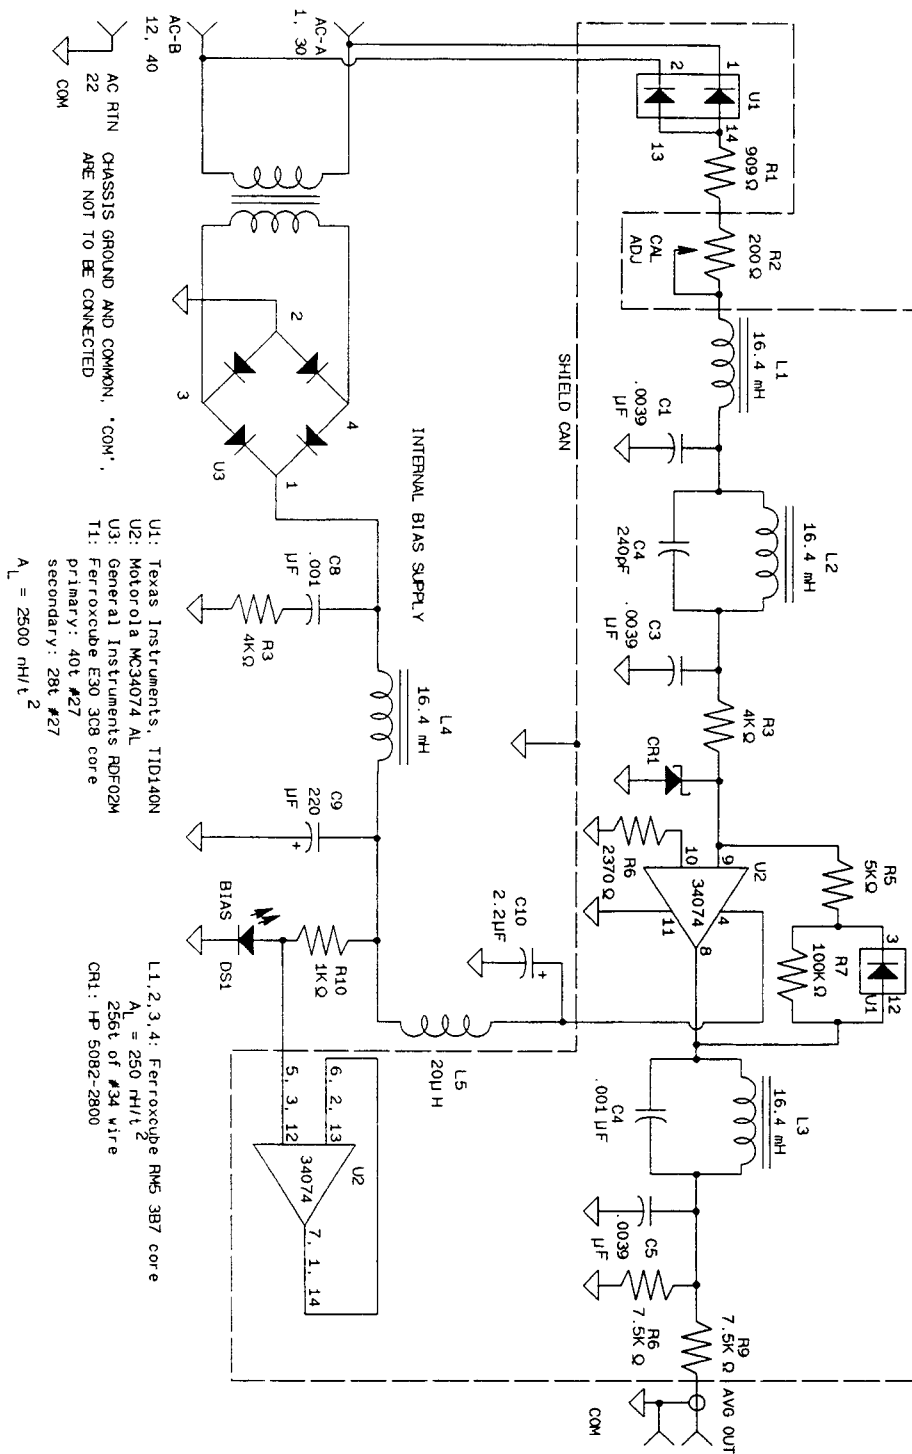 AC-A
1, 30
AC-B
12, 40
AC RTN
22
COM
CHASSIS GROUND AND COMMON, "COM",
ARE NOT TO BE CONNECTED
1
2
U1
14
13
R1
909Ω
R2
200Ω
CAL
ADJ
L1
16.4 mH
C1
.0039
µF
L2
16.4 mH
C4
240pF
C3
.0039
µF
R3
4KΩ
CR1
R6
2370Ω
10
9
U2
34074
4
11
8
R5
5KΩ
3
12
U1
R7
100KΩ
L3
16.4 mH
C4
.001µF
C5
.0039
µF
R6
7.5KΩ
R9
7.5KΩ
AVG OUT
COM
SHIELD CAN
INTERNAL BIAS SUPPLY
2
3
4
1
U3
C8
.001
µF
R3
4KΩ
L4
16.4 mH
C9
220
µF
+
BIAS
DS1
R10
1KΩ
C10
2.2µF
+
L5
20µH
6, 2, 13
5, 3, 12
U2
34074
7, 1, 14
U1: Texas Instruments, TID140N
U2: Motorola MC34074 AL
U3: General Instruments RDF02M
T1: Ferroxcube E30 3C8 core
primary: 40t #27
secondary: 28t #27
A_L = 2500 nH/t²
L1,2,3,4: Ferroxcube RM5 3B7 core
A_L = 250 nH/t²
256t of #34 wire
CR1: HP 5082-2800